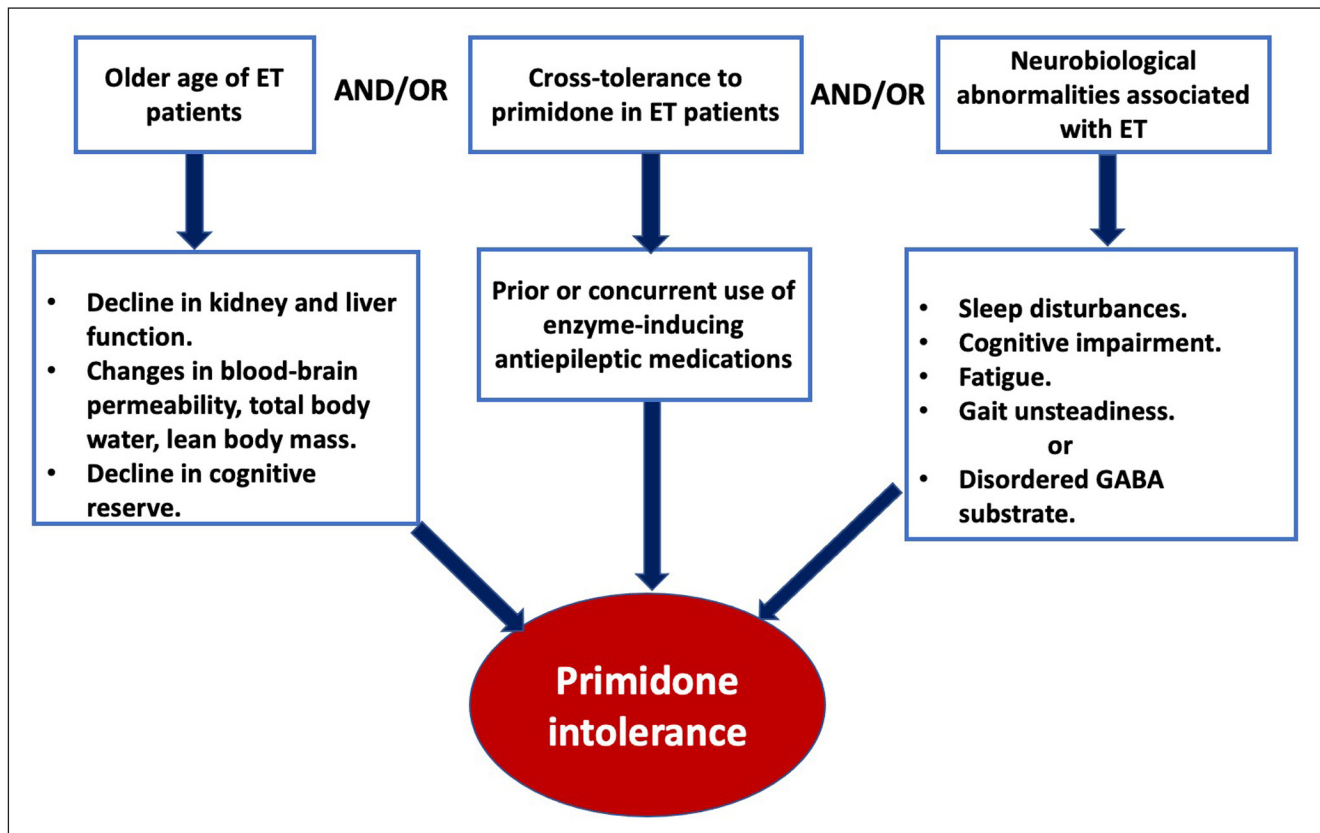 Older age of ET
patients
AND/OR
Cross-tolerance to
primidone in ET patients
AND/OR
Neurobiological
abnormalities associated
with ET
• Decline in kidney and liver
function.
• Changes in blood-brain
permeability, total body
water, lean body mass.
• Decline in cognitive
reserve.
Prior or concurrent use of
enzyme-inducing
antiepileptic medications
• Sleep disturbances.
• Cognitive impairment.
• Fatigue.
• Gait unsteadiness.
or
• Disordered GABA
substrate.
Primidone
intolerance